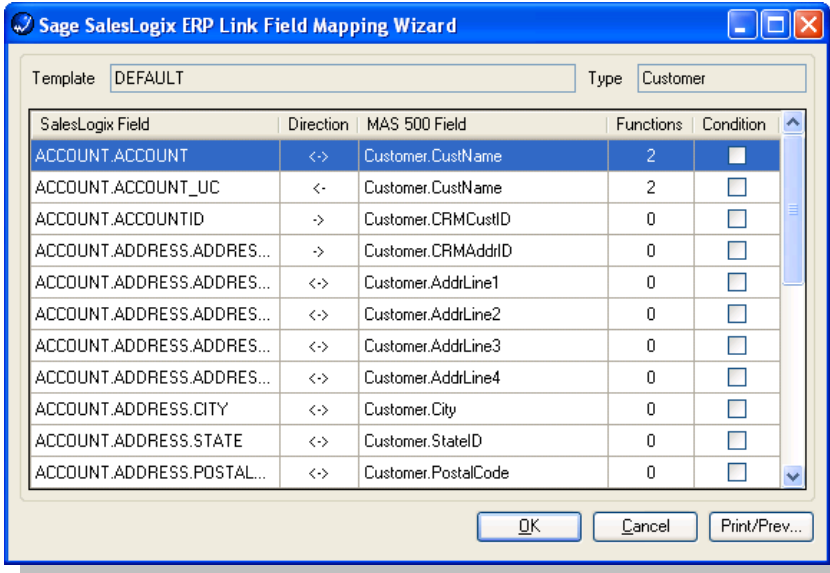 Sage SalesLogix ERP Link Field Mapping Wizard
Template DEFAULT Type Customer
SalesLogix Field Direction MAS 500 Field Functions Condition
ACCOUNT.ACCOUNT <-> Customer.CustName 2
ACCOUNT.ACCOUNT_UC <- Customer.CustName 2
ACCOUNT.ACCOUNTID -> Customer.CRMCustID 0
ACCOUNT.ADDRESS.ADDRES... -> Customer.CRMAddrID 0
ACCOUNT.ADDRESS.ADDRES... <-> Customer.AddrLine1 0
ACCOUNT.ADDRESS.ADDRES... <-> Customer.AddrLine2 0
ACCOUNT.ADDRESS.ADDRES... <-> Customer.AddrLine3 0
ACCOUNT.ADDRESS.ADDRES... <-> Customer.AddrLine4 0
ACCOUNT.ADDRESS.CITY <-> Customer.City 0
ACCOUNT.ADDRESS.STATE <-> Customer.StateID 0
ACCOUNT.ADDRESS.POSTAL... <-> Customer.PostalCode 0
OK Cancel Print/Prev...